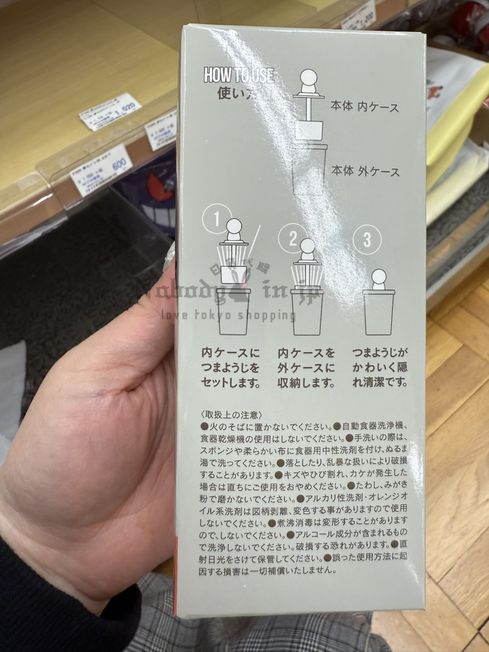 HOW TO USE
使い方
本体 内ケース
本体 外ケース
1
2
3
内ケースに
つまようじを
セットします。
内ケースを
外ケースに
収納します。
つまようじが
かわいく隠
れ清潔です。
nobody in jp
love tokyo shopping
〈取扱上の注意〉
●火のそばに置かないでください。●自動食器洗浄機、
食器乾燥機の使用はしないでください。●手洗いの際は、
スポンジや柔らかい布に食器用中性洗剤を付け、ぬるま
湯で洗ってください。●落としたり、乱暴な扱いにより破損
することがあります。●キズやひび割れ、カケが発生した
場合は直ちにご使用をおやめください。●たわし、みがき
粉で磨かないでください。●アルカリ性洗剤・オレンジオ
イル系洗剤は図柄剥離、変色する事がありますので使用
しないでください。●煮沸消毒は変形することがあります
ので、しないでください。●アルコール成分が含まれるもの
で洗浄しないでください。破損する恐れがあります。●直
射日光をさけて保管してください。●誤った使用方法に起
因する損害は一切補償いたしません。
1,020
600
1,200